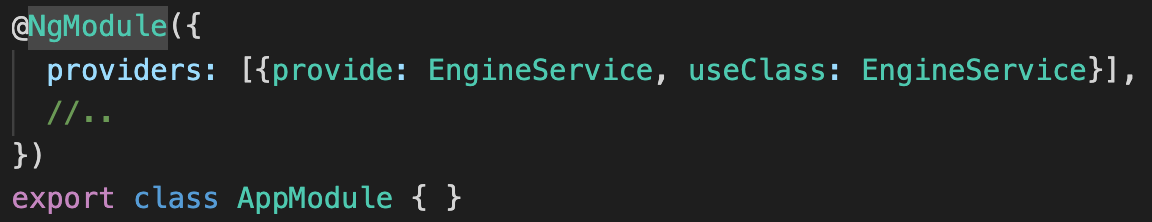 @NgModule({
  providers: [{provide: EngineService, useClass: EngineService}],
  //..
})
export class AppModule { }